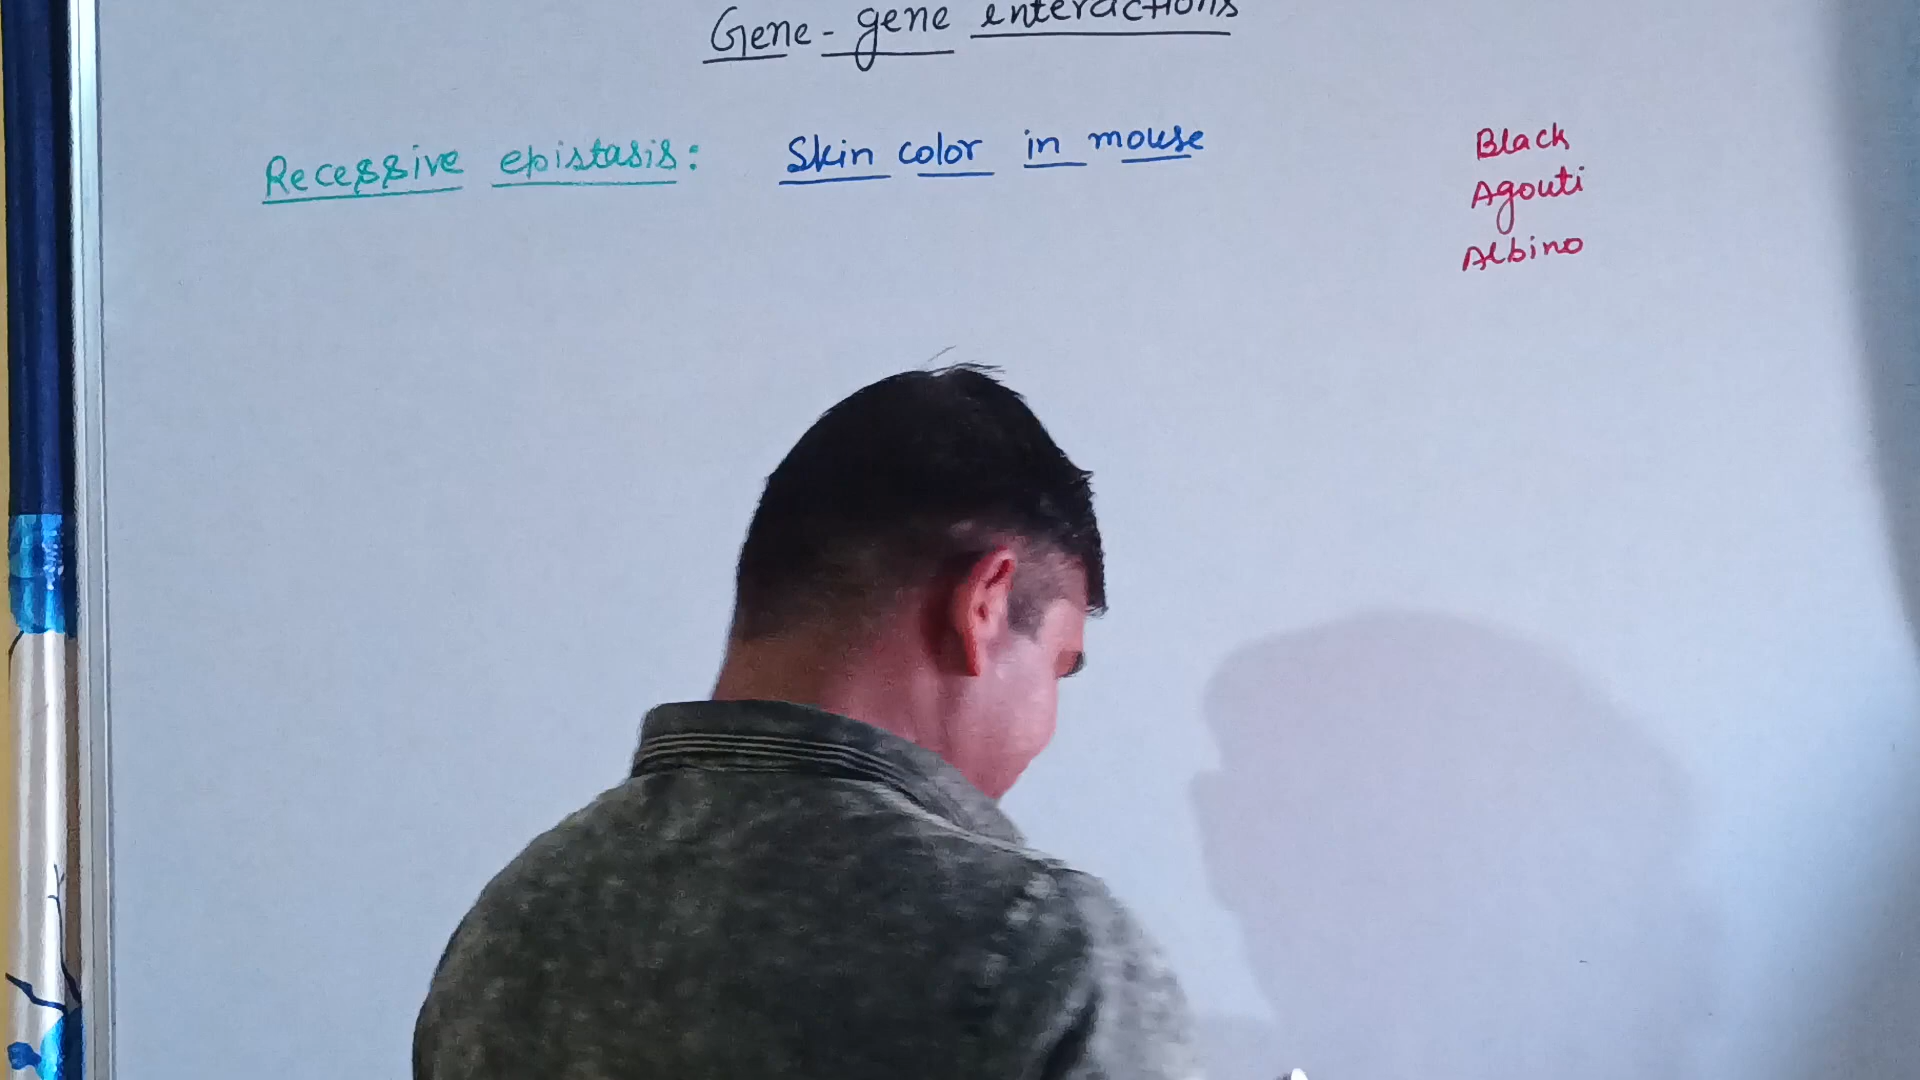 Gene-gene interactions
Recessive epistasis: Skin color in mouse
Black
Agouti
Albino